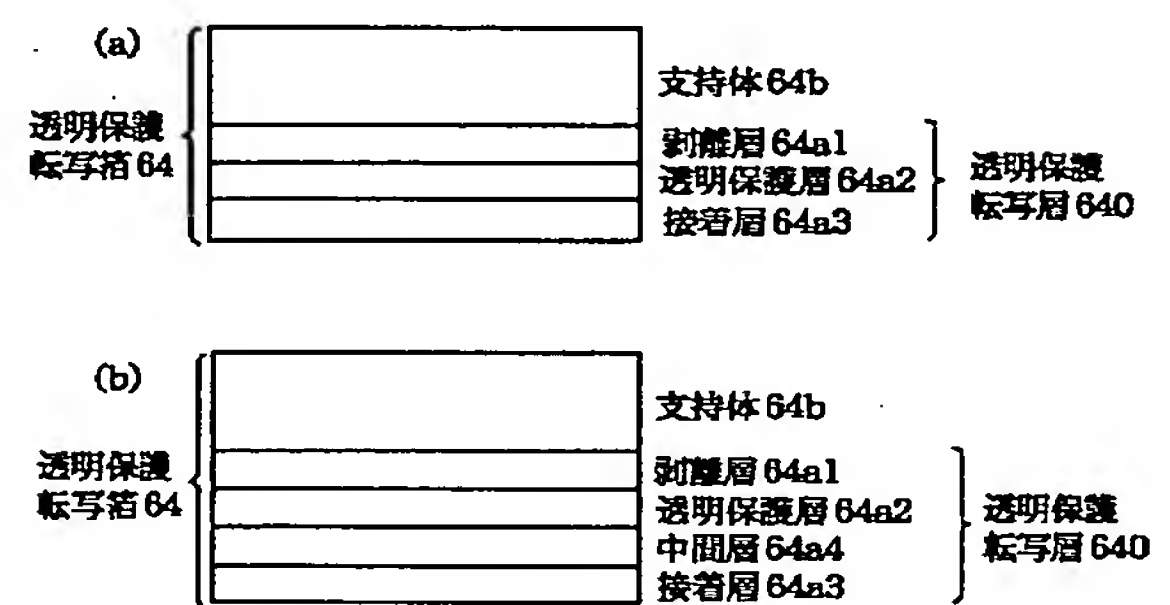 (a)
透明保護
転写箔64
支持体64b
剥離層64a1
透明保護層64a2
接着層64a3
透明保護
転写層640
(b)
透明保護
転写箔64
支持体64b
剥離層64a1
透明保護層64a2
中間層64a4
接着層64a3
透明保護
転写層640